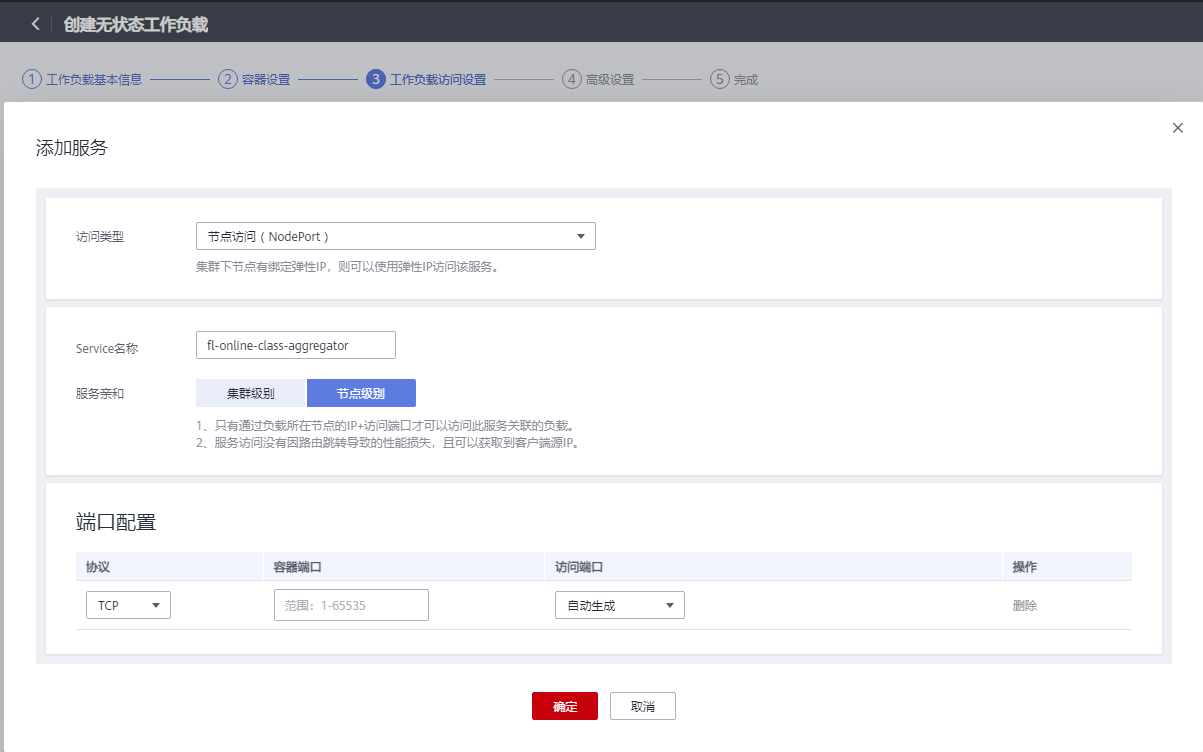 创建无状态工作负载
1 工作负载基本信息 2 容器设置 3 工作负载访问设置 4 高级设置 5 完成
添加服务
访问类型 节点访问 ( NodePort )
集群下节点有绑定弹性IP，则可以使用弹性IP访问该服务。
Service名称 fl-online-class-aggregator
服务亲和 集群级别 节点级别
1、只有通过负载所在节点的IP+访问端口才可以访问此服务关联的负载。
2、服务访问没有因路由跳转导致的性能损失，且可以获取到客户端源IP。
端口配置
协议 容器端口 访问端口 操作
TCP 范围：1-65535 自动生成 删除
确定 取消